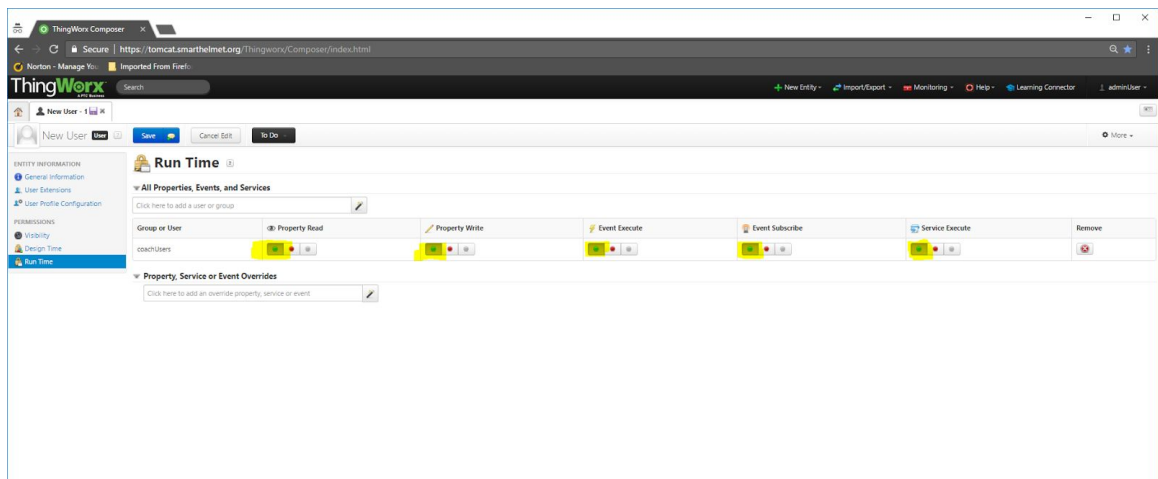 ThingWorx Composer
Secure | https://tomcat.smarthelmet.org/Thingworx/Composer/index.html
Norton - Manage You Imported From Firefo
ThingWorx Search New Entity Import/Export Monitoring Help Learning Connector adminUser
A PTC Business
New User - 1
New User User Save Cancel Edit To Do More
ENTITY INFORMATION
General Information
User Extensions
User Profile Configuration
PERMISSIONS
Visibility
Design Time
Run Time
Run Time
All Properties, Events, and Services
Click here to add a user or group
Group or User Property Read Property Write Event Execute Event Subscribe Service Execute Remove
coachUsers
Property, Service or Event Overrides
Click here to add an override property, service or event